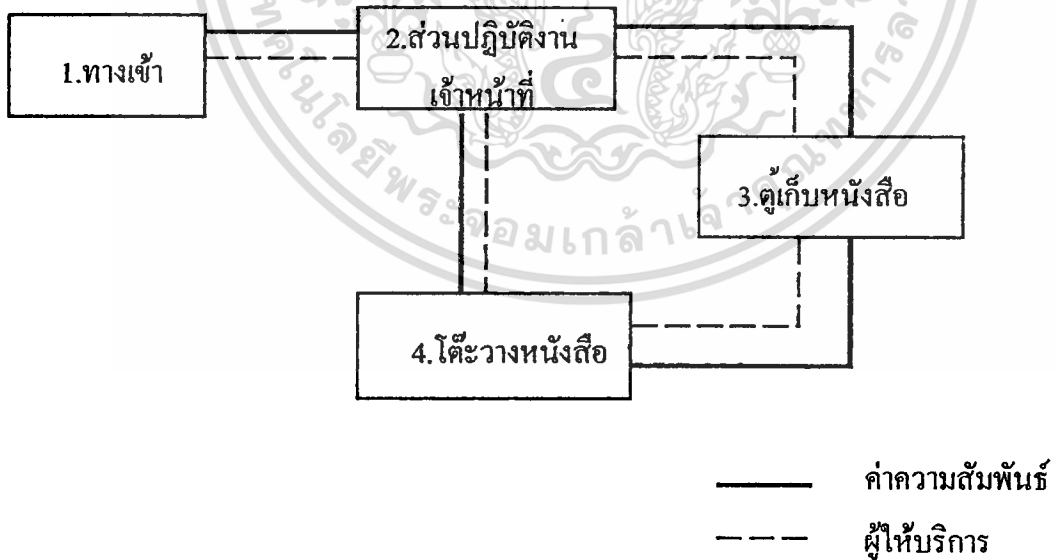 1.ทางเข้า
2.ส่วนปฏิบัติงาน
เจ้าหน้าที่
3.ตู้เก็บหนังสือ
4.โต๊ะวางหนังสือ
ค่าความสัมพันธ์
ผู้ให้บริการ